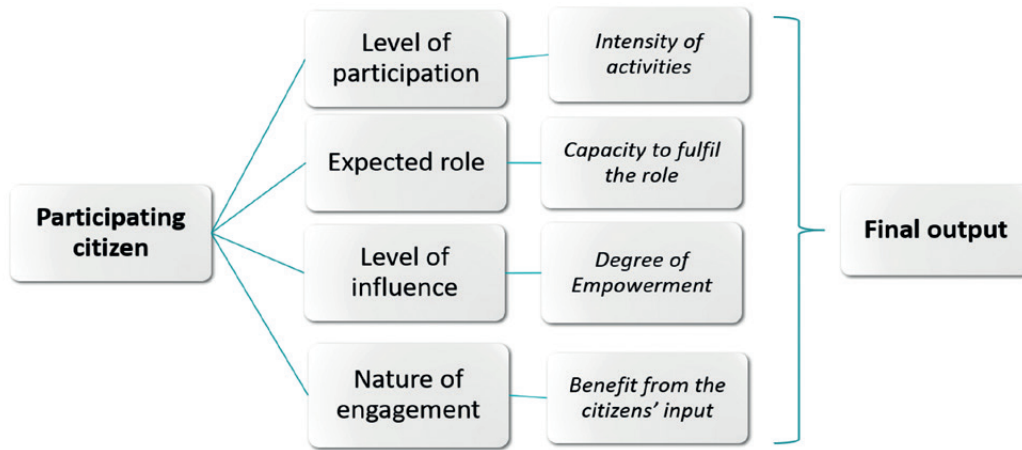 Participating
citizen
Level of
participation
Intensity of
activities
Expected role
Capacity to fulfil
the role
Level of
influence
Degree of
Empowerment
Nature of
engagement
Benefit from the
citizens’ input
Final output